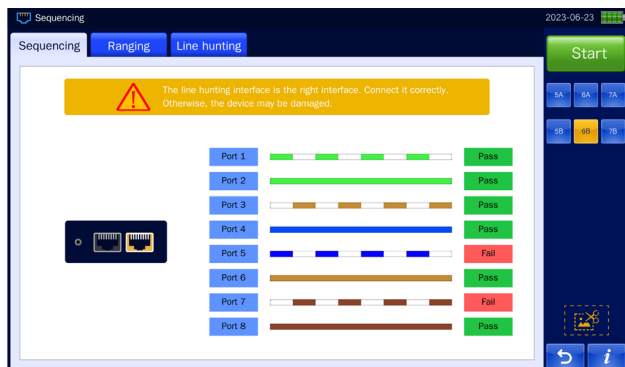 Sequencing
2023-06-23
Sequencing
Ranging
Line hunting
Start
The line hunting interface is the right interface. Connect it correctly.
Otherwise, the device may be damaged.
5A
6A
7A
5B
6B
7B
Port 1
Pass
Port 2
Pass
Port 3
Pass
Port 4
Pass
Port 5
Fail
Port 6
Pass
Port 7
Fail
Port 8
Pass
i